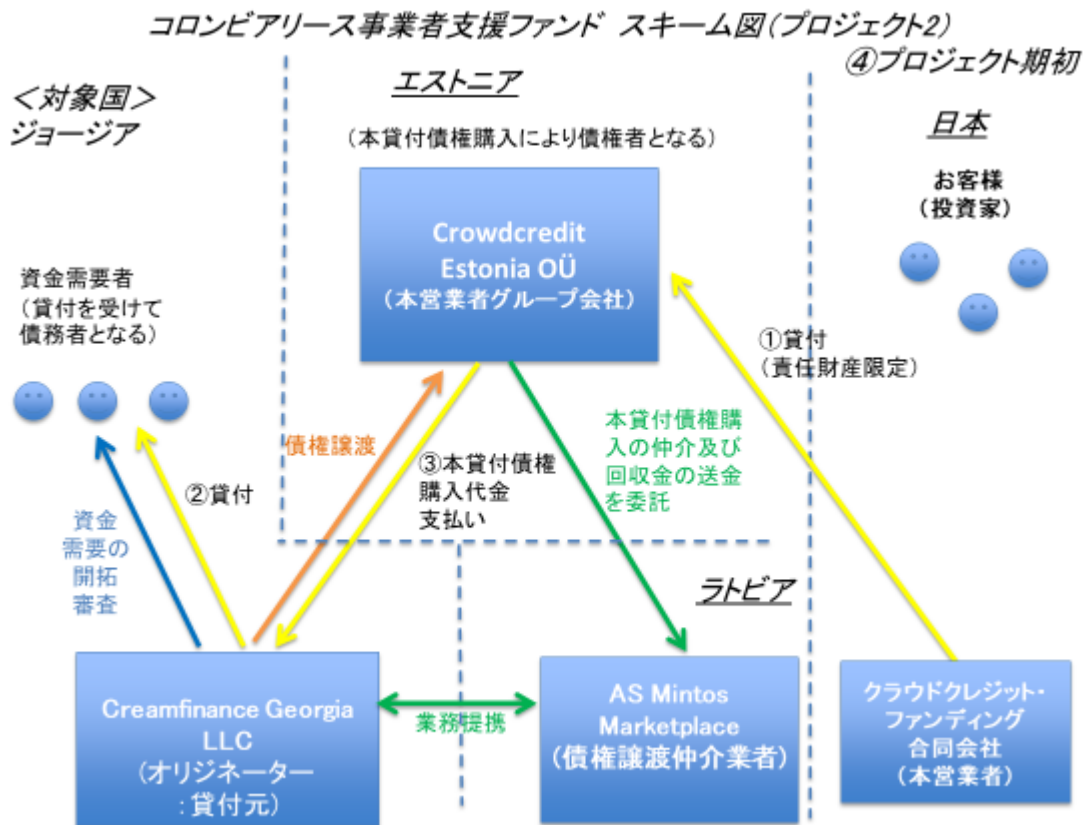 コロンビアリース事業者支援ファンド スキーム図(プロジェクト2)
④プロジェクト期初
<対象国>
ジョージア
エストニア
日本
(本貸付債権購入により債権者となる)
お客様
(投資家)
Crowdcredit
Estonia OÜ
(本営業者グループ会社)
資金需要者
(貸付を受けて
債務者となる)
①貸付
(責任財産限定)
債権譲渡
③本貸付債権
購入代金
支払い
本貸付債権購
入の仲介及び
回収金の送金
を委託
②貸付
資金
需要の
開拓
審査
ラトビア
Creamfinance Georgia
LLC
(オリジネーター
:貸付元)
業務提携
AS Mintos
Marketplace
(債権譲渡仲介業者)
クラウドクレジット・
ファンディング
合同会社
(本営業者)